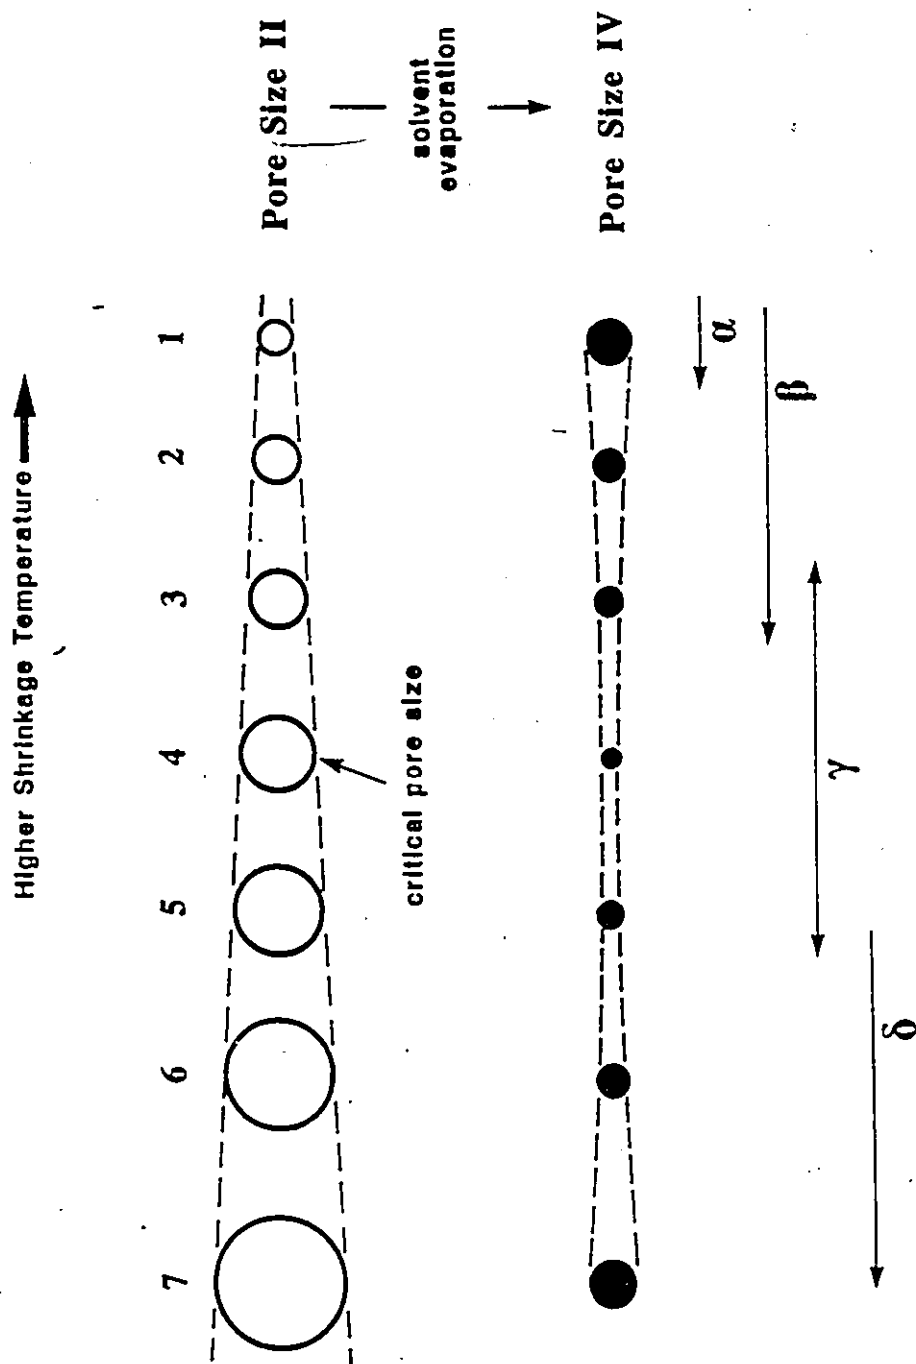 Higher Shrinkage Temperature
7 6 5 4 3 2 1
Pore Size II
critical pore size
solvent
evaporation
Pore Size IV
α
β
γ
δ